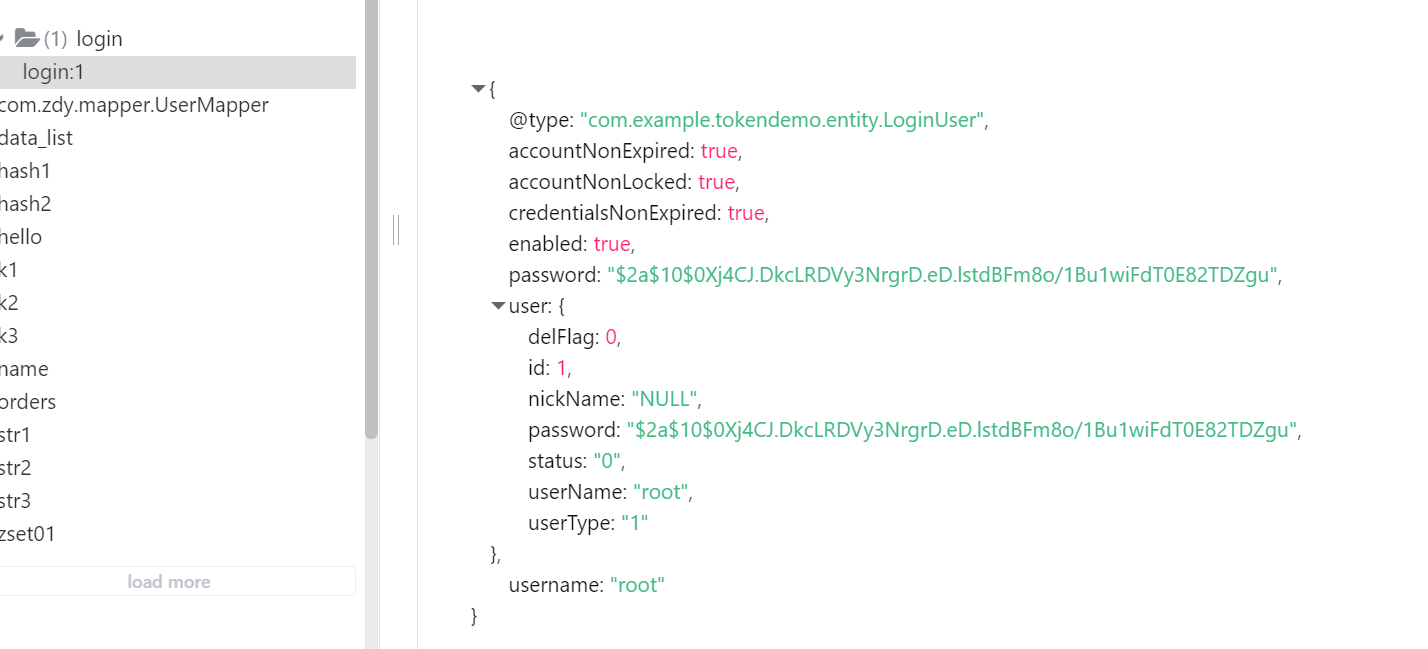 (1) login
login:1
com.zdy.mapper.UserMapper
data_list
hash1
hash2
hello
k1
k2
k3
name
orders
str1
str2
str3
zset01
load more
{
@type: "com.example.tokendemo.entity.LoginUser",
accountNonExpired: true,
accountNonLocked: true,
credentialsNonExpired: true,
enabled: true,
password: "$2a$10$0Xj4CJ.DkcLRDVy3NrgrD.eD.lstdBFm8o/1Bu1wiFdT0E82TDZgu",
user: {
delFlag: 0,
id: 1,
nickName: "NULL",
password: "$2a$10$0Xj4CJ.DkcLRDVy3NrgrD.eD.lstdBFm8o/1Bu1wiFdT0E82TDZgu",
status: "0",
userName: "root",
userType: "1"
},
username: "root"
}